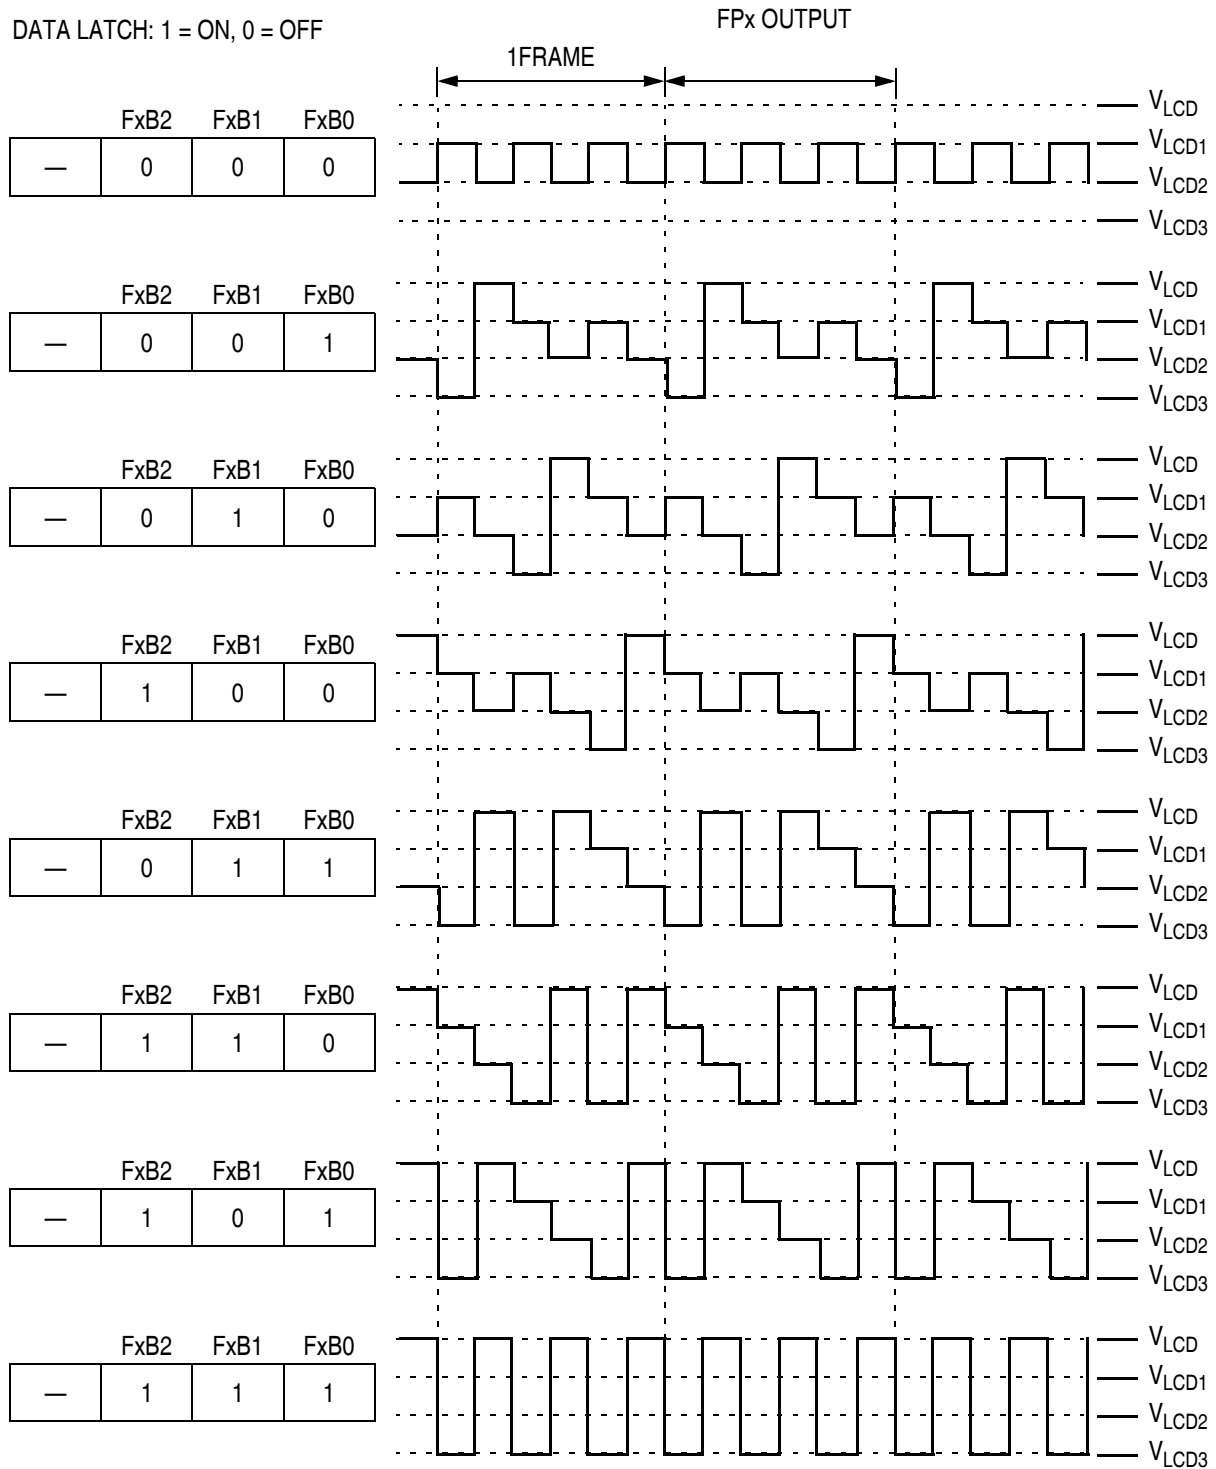 DATA LATCH: 1 = ON, 0 = OFF
FPx OUTPUT
1FRAME
FxB2 FxB1 FxB0
— 0 0 0
VLCD
VLCD1
VLCD2
VLCD3
FxB2 FxB1 FxB0
— 0 0 1
VLCD
VLCD1
VLCD2
VLCD3
FxB2 FxB1 FxB0
— 0 1 0
VLCD
VLCD1
VLCD2
VLCD3
FxB2 FxB1 FxB0
— 1 0 0
VLCD
VLCD1
VLCD2
VLCD3
FxB2 FxB1 FxB0
— 0 1 1
VLCD
VLCD1
VLCD2
VLCD3
FxB2 FxB1 FxB0
— 1 1 0
VLCD
VLCD1
VLCD2
VLCD3
FxB2 FxB1 FxB0
— 1 0 1
VLCD
VLCD1
VLCD2
VLCD3
FxB2 FxB1 FxB0
— 1 1 1
VLCD
VLCD1
VLCD2
VLCD3